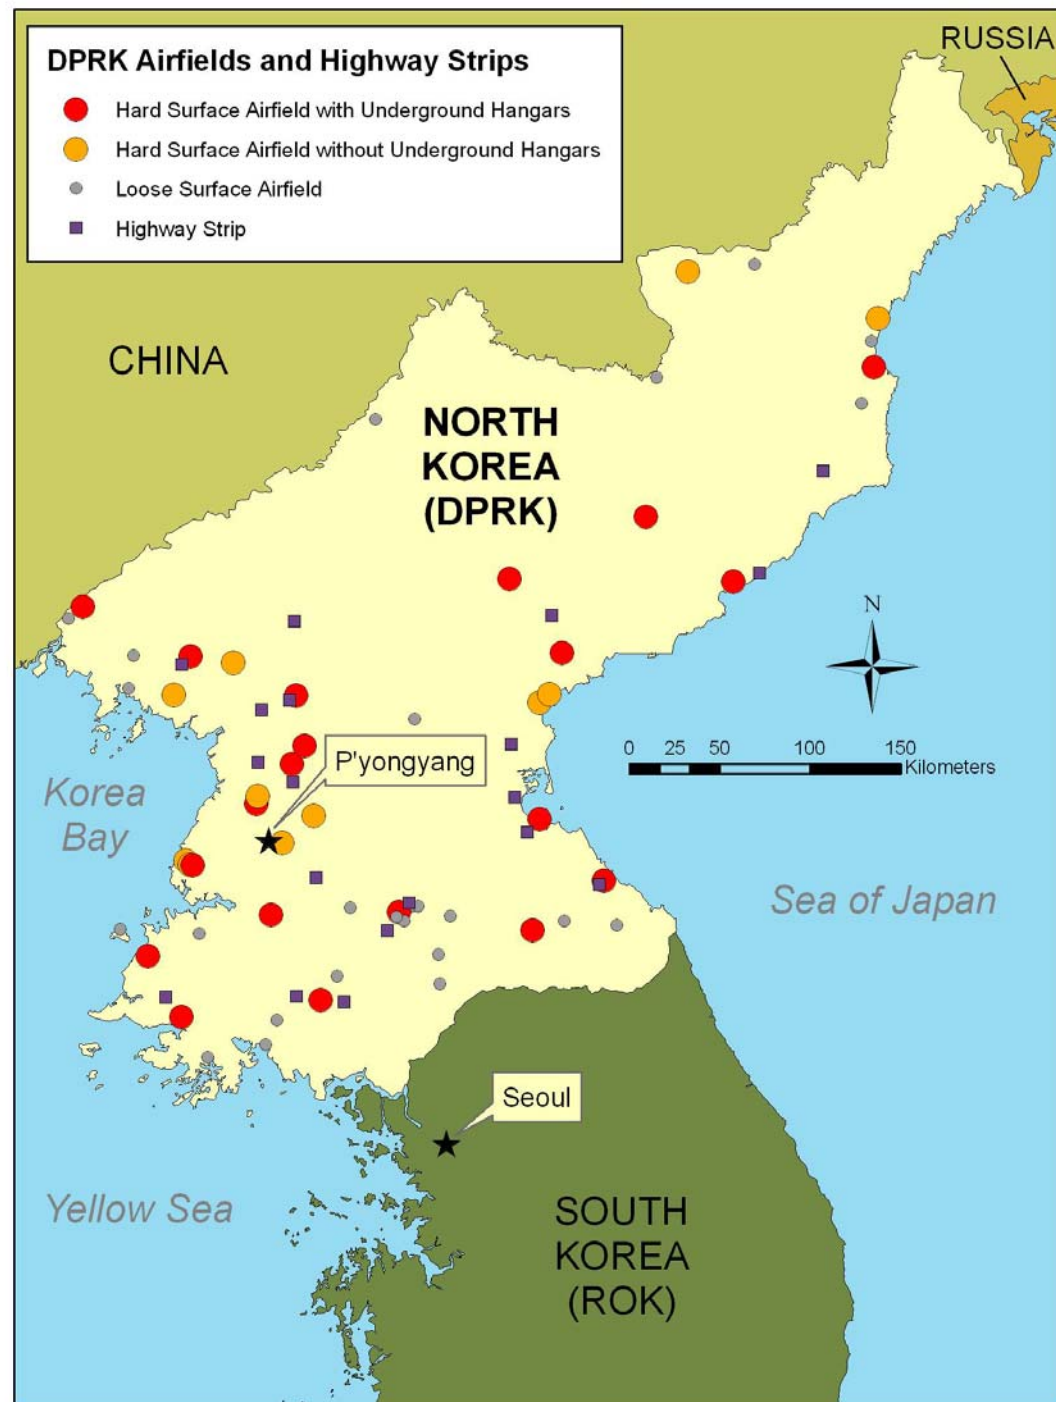 DPRK Airfields and Highway Strips
Hard Surface Airfield with Underground Hangars
Hard Surface Airfield without Underground Hangars
Loose Surface Airfield
Highway Strip
RUSSIA
CHINA
NORTH
KOREA
(DPRK)
N
0 25 50 100 150
Kilometers
P'yongyang
Korea
Bay
Sea of Japan
Seoul
Yellow Sea
SOUTH
KOREA
(ROK)